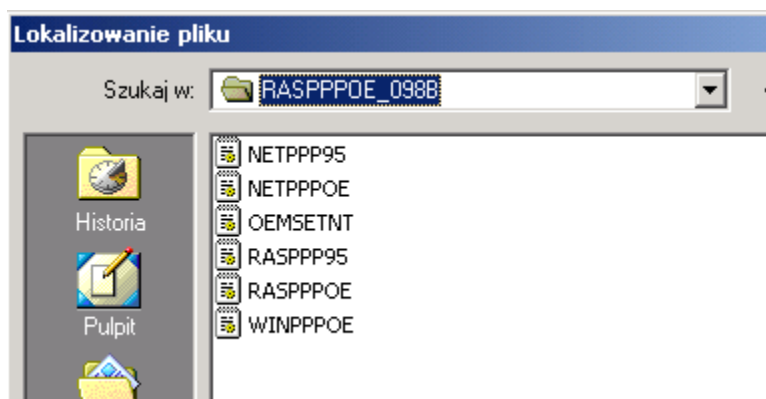 Lokalizowanie pliku
Szukaj w: RASPPPOE_098B
Historia
Pulpit
NETPPP95
NETPPPOE
OEMSETNT
RASPPP95
RASPPPOE
WINPPPOE